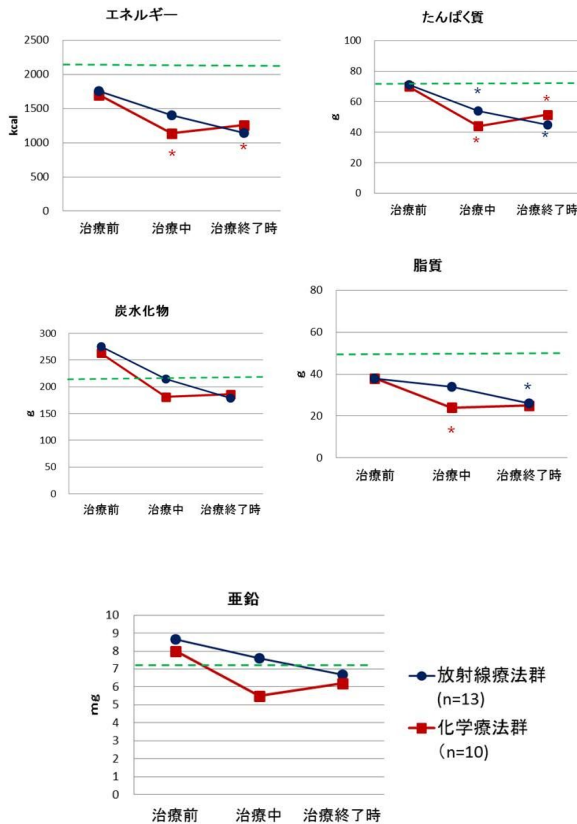 エネルギー
2500
2000
1500
1000
500
0
kcal
治療前 治療中 治療終了時
*
*
たんぱく質
100
80
60
40
20
0
g
治療前 治療中 治療終了時
*
*
*
*
炭水化物
300
250
200
150
100
50
0
g
治療前 治療中 治療終了時
脂質
80
60
40
20
0
g
治療前 治療中 治療終了時
*
*
亜鉛
10
9
8
7
6
5
4
3
2
1
0
mg
治療前 治療中 治療終了時
放射線療法群
(n=13)
化学療法群
(n=10)